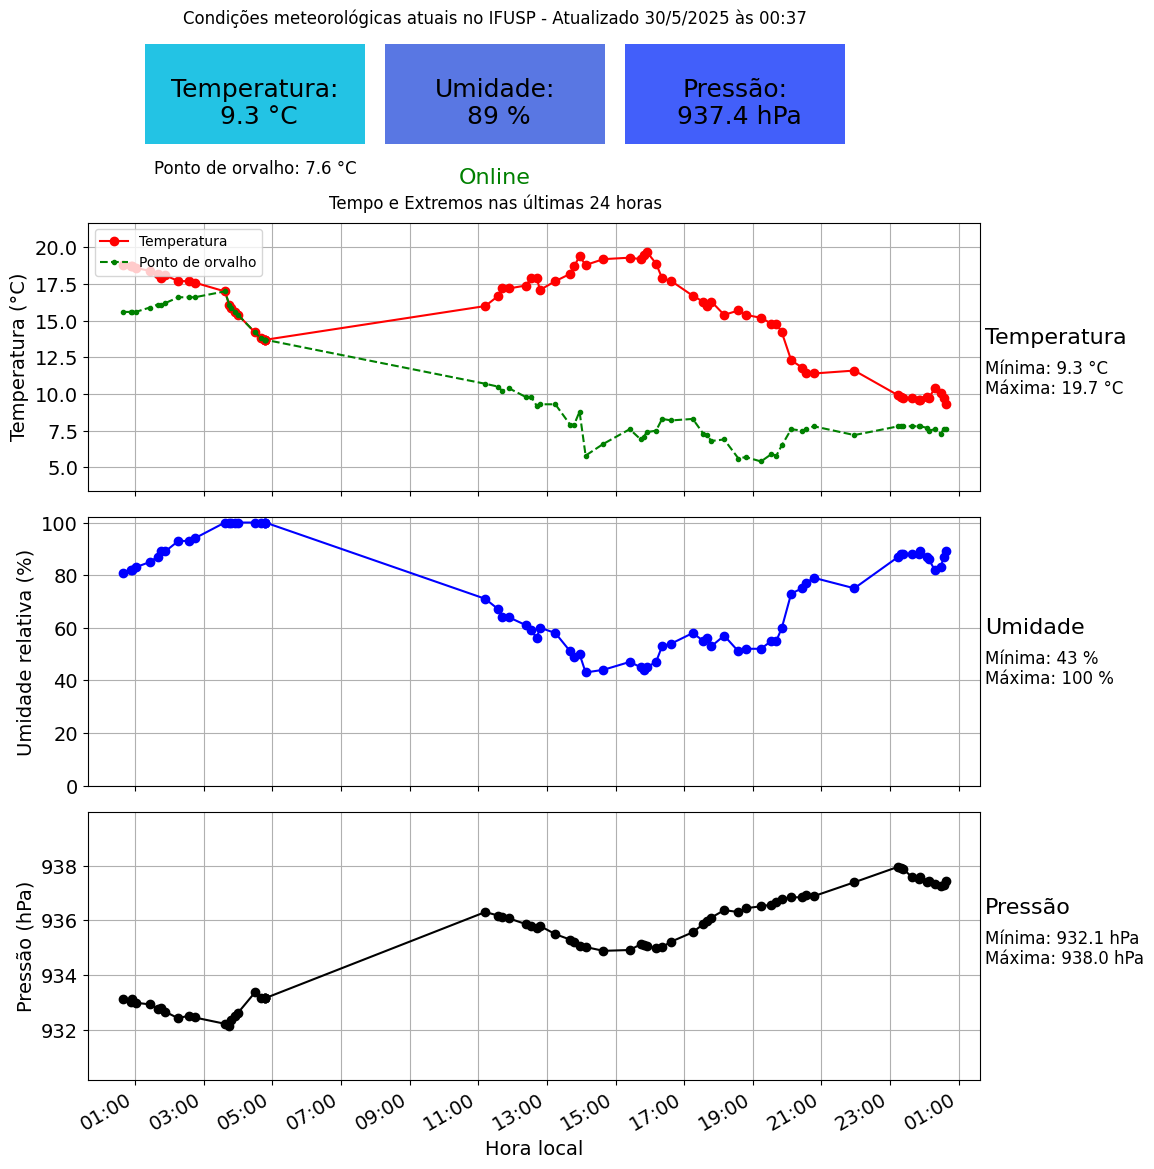 Condições meteorológicas atuais no IFUSP - Atualizado 30/5/2025 às 00:37
Temperatura:
9.3 °C
Umidade:
89 %
Pressão:
937.4 hPa
Ponto de orvalho: 7.6 °C
Online
Tempo e Extremos nas últimas 24 horas
Temperatura
Ponto de orvalho
Temperatura (°C)
20.0
17.5
15.0
12.5
10.0
7.5
5.0
Temperatura
Mínima: 9.3 °C
Máxima: 19.7 °C
Umidade relativa (%)
100
80
60
40
20
0
Umidade
Mínima: 43 %
Máxima: 100 %
Pressão (hPa)
938
936
934
932
Pressão
Mínima: 932.1 hPa
Máxima: 938.0 hPa
01:00
03:00
05:00
07:00
09:00
11:00
13:00
15:00
17:00
19:00
21:00
23:00
01:00
Hora local